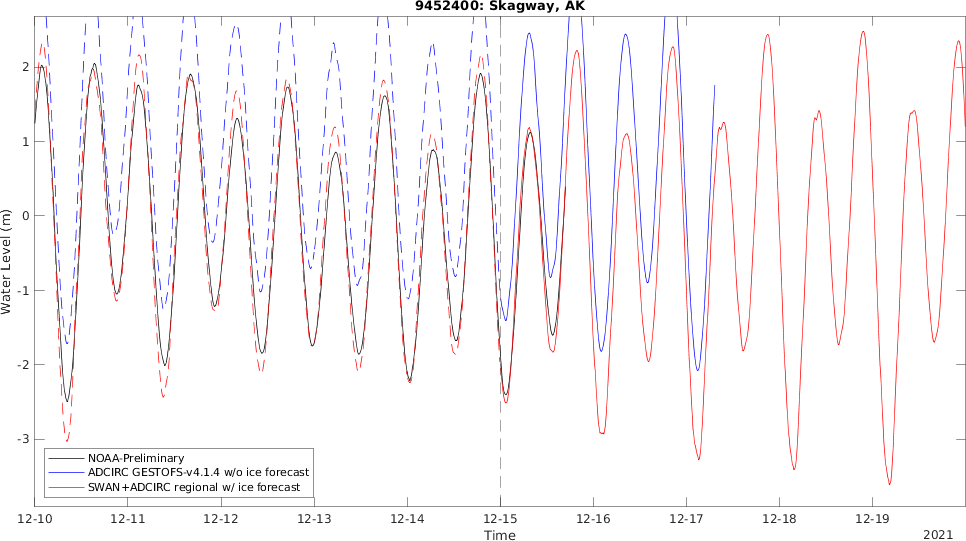 9452400: Skagway, AK
Water Level (m)
2
1
0
-1
-2
-3
NOAA-Preliminary
ADCIRC GESTOFS-v4.1.4 w/o ice forecast
SWAN+ADCIRC regional w/ ice forecast
12-10 12-11 12-12 12-13 12-14 12-15 12-16 12-17 12-18 12-19
Time
2021